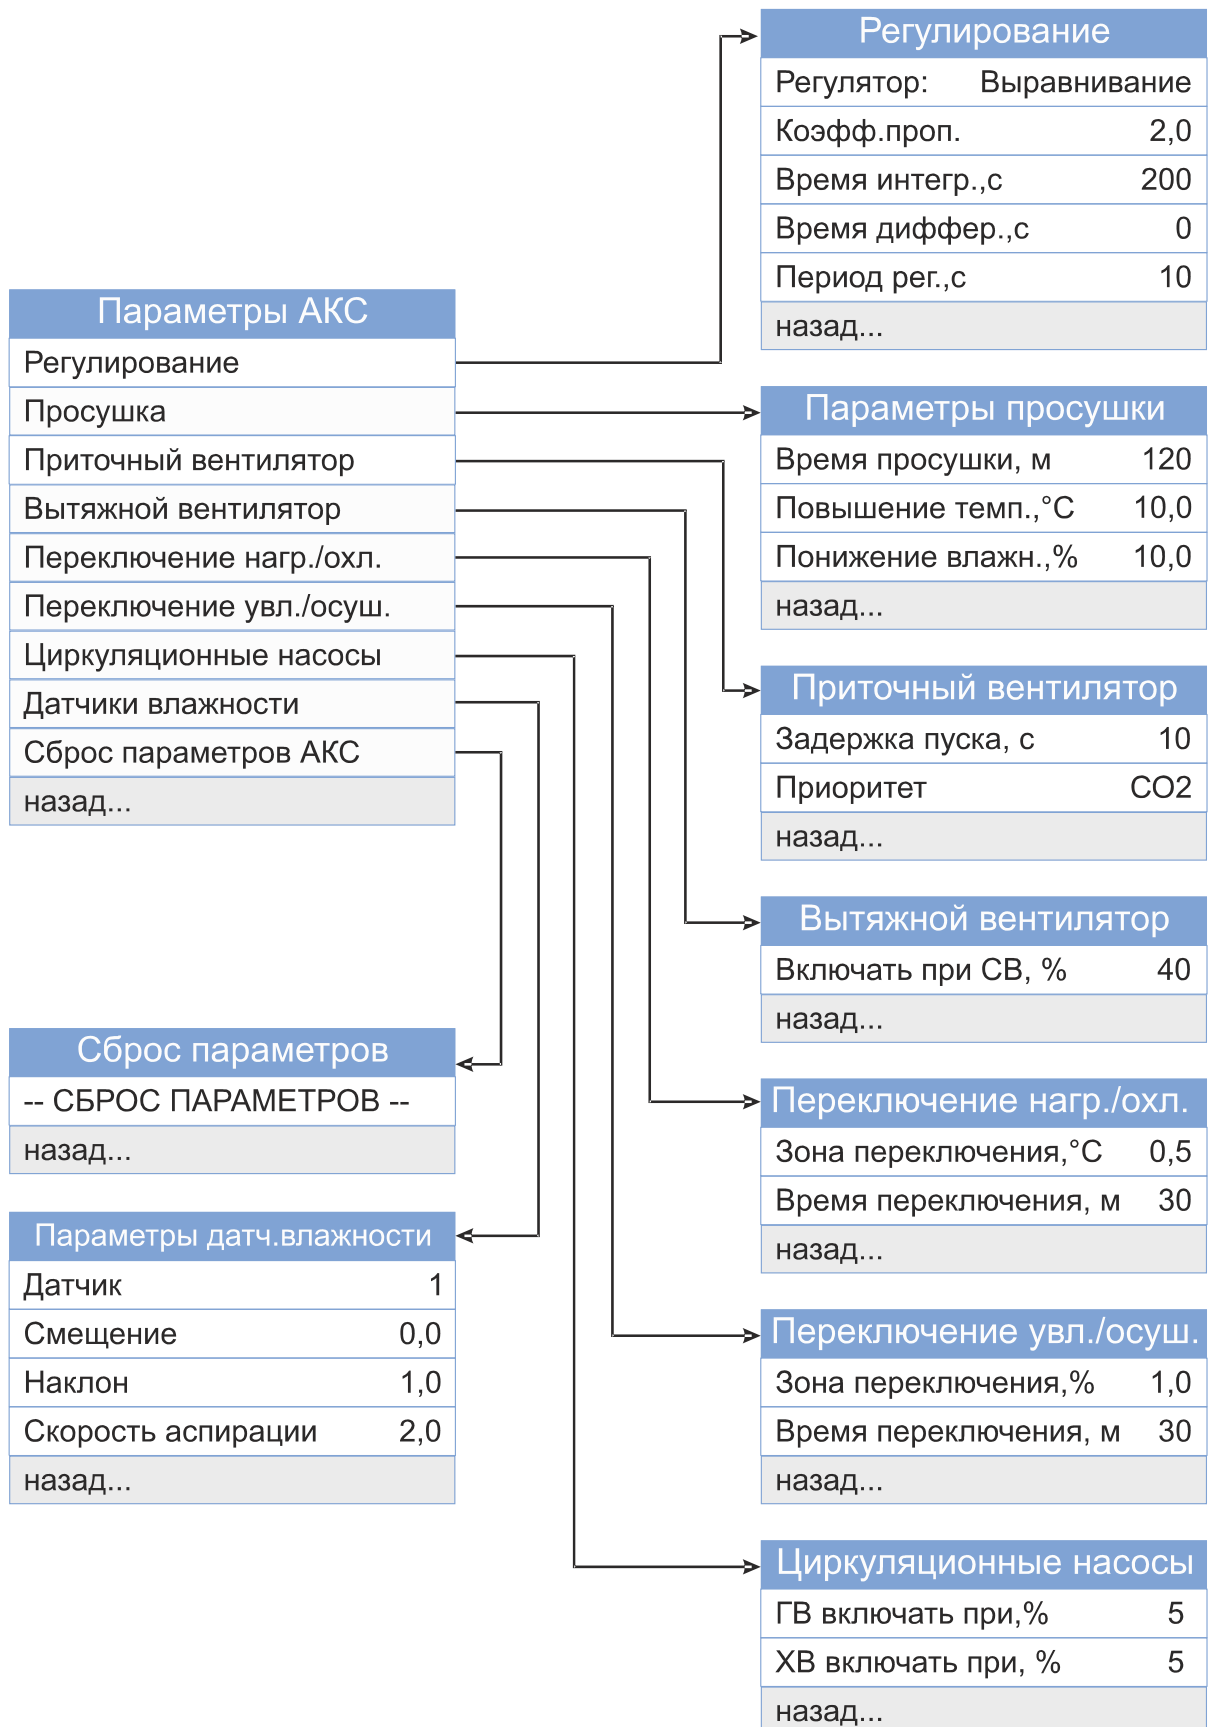 Регулирование
Регулятор: Выравнивание
Коэфф.проп. 2,0
Время интегр.,с 200
Время диффер.,с 0
Период рег.,с 10
назад...
Параметры АКС
Регулирование
Просушка
Приточный вентилятор
Вытяжной вентилятор
Переключение нагр./охл.
Переключение увл./осуш.
Циркуляционные насосы
Датчики влажности
Сброс параметров АКС
назад...
Параметры просушки
Время просушки, м 120
Повышение темп.,°С 10,0
Понижение влажн.,% 10,0
назад...
Приточный вентилятор
Задержка пуска, с 10
Приоритет СО2
назад...
Вытяжной вентилятор
Включать при СВ, % 40
назад...
Сброс параметров
-- СБРОС ПАРАМЕТРОВ --
назад...
Переключение нагр./охл.
Зона переключения,°С 0,5
Время переключения, м 30
назад...
Параметры датч.влажности
Датчик 1
Смещение 0,0
Наклон 1,0
Скорость аспирации 2,0
назад...
Переключение увл./осуш.
Зона переключения,% 1,0
Время переключения, м 30
назад...
Циркуляционные насосы
ГВ включать при,% 5
ХВ включать при, % 5
назад...